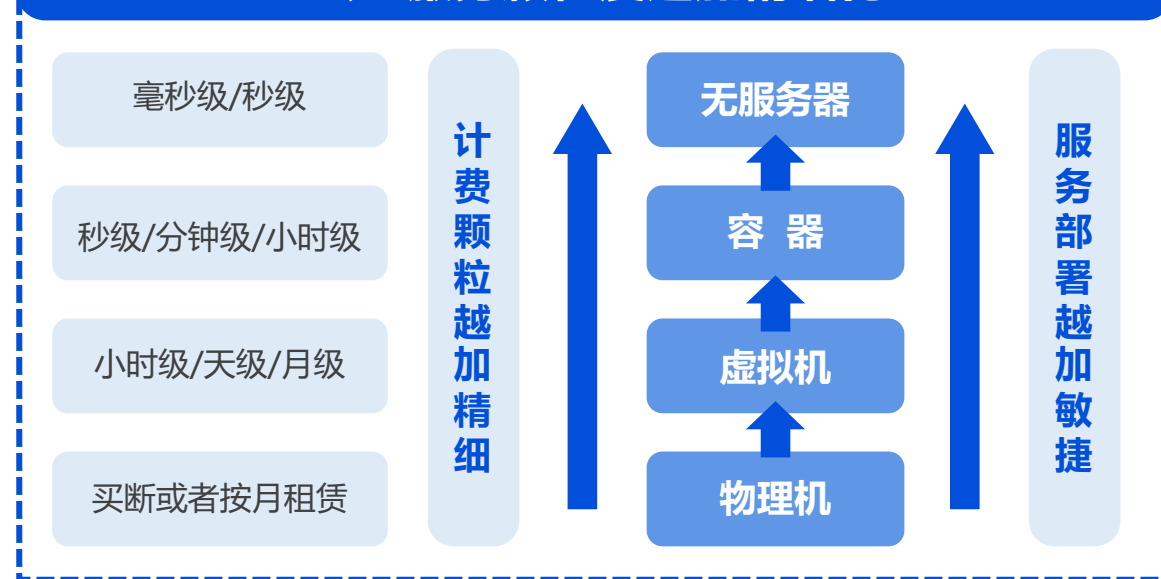 毫秒级/秒级
秒级/分钟级/小时级
小时级/天级/月级
买断或者按月租赁
计费颗粒越加精细
无服务器
容 器
虚拟机
物理机
服务部署越加敏捷